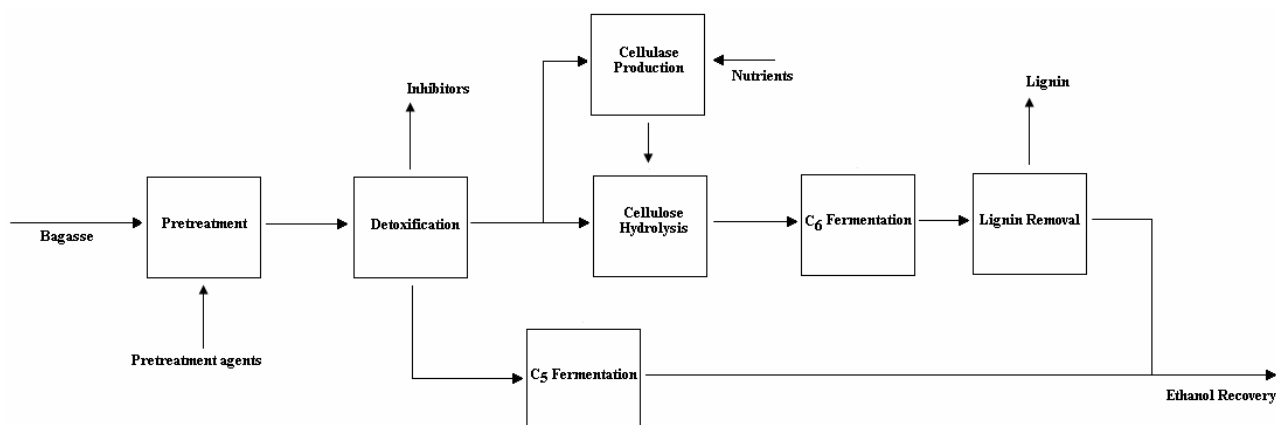 Cellulase
Production
Nutrients
Inhibitors
Lignin
Pretreatment
Detoxification
Cellulose
Hydrolysis
C6 Fermentation
Lignin Removal
Bagasse
Pretreatment agents
C5 Fermentation
Ethanol Recovery